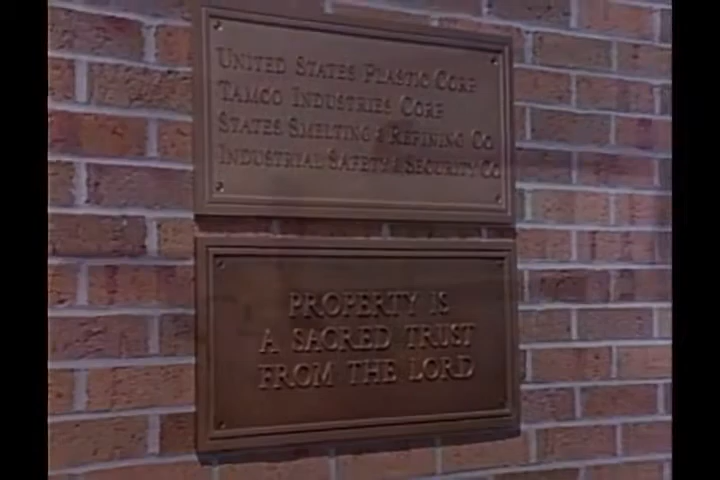 UNITED STATES PLASTIC CORP
TAMCO INDUSTRIES CORP
STATES SMELTING & REFINING CO
INDUSTRIAL SAFETY & SECURITY CO
PROPERTY IS
A SACRED TRUST
FROM THE LORD